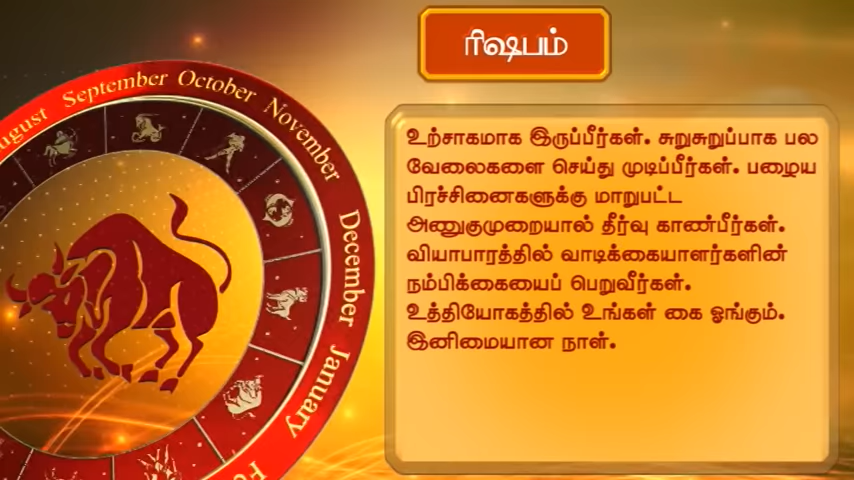 ரிஷபம்
August September October November December January Fe
உற்சாகமாக இருப்பீர்கள். சுறுசுறுப்பாக பல
வேலைகளை செய்து முடிப்பீர்கள். பழைய
பிரச்சினைகளுக்கு மாறுபட்ட
அணுகுமுறையால் தீர்வு காண்பீர்கள்.
வியாபாரத்தில் வாடிக்கையாளர்களின்
நம்பிக்கையைப் பெறுவீர்கள்.
உத்தியோகத்தில் உங்கள் கை ஓங்கும்.
இனிமையான நாள்.